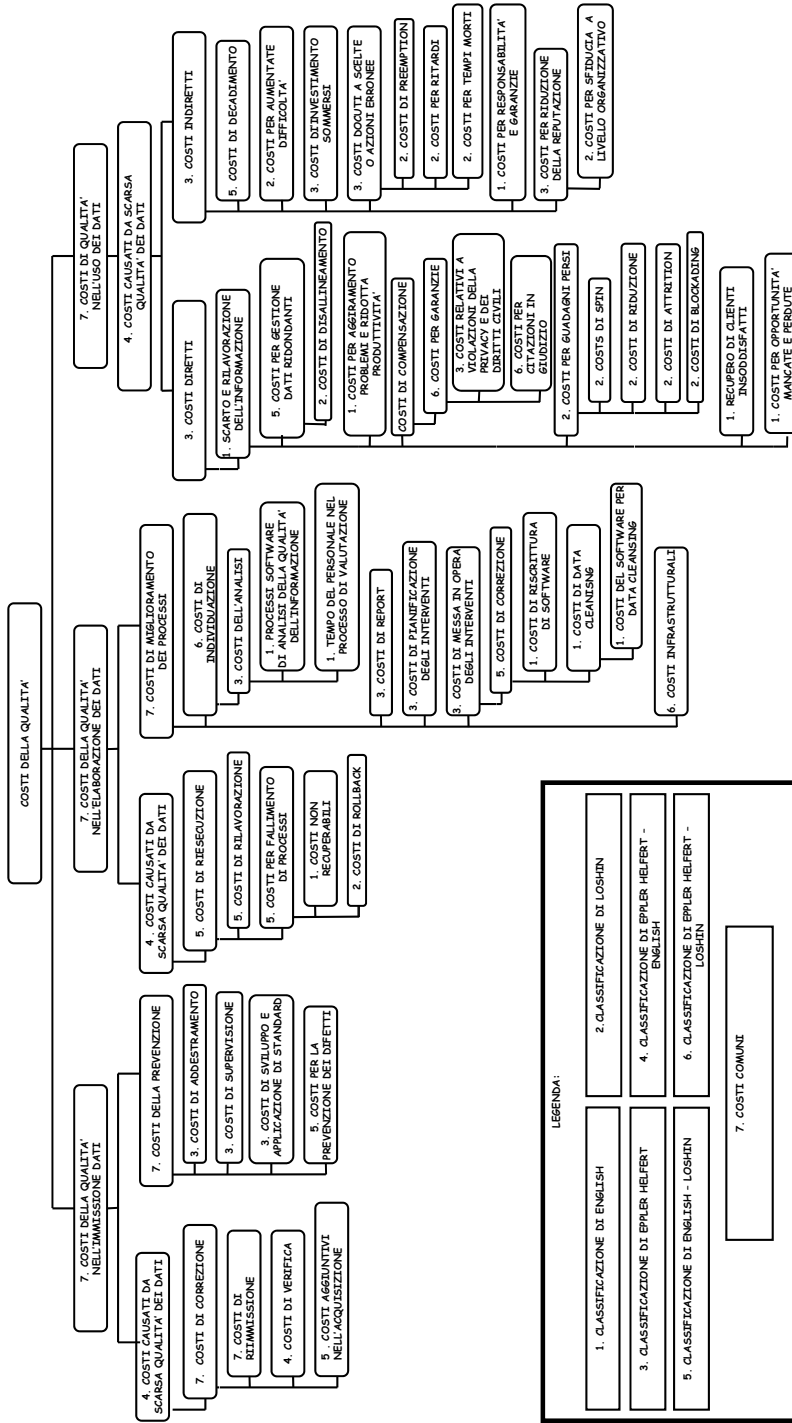 COSTI DELLA QUALITA'
7. COSTI DELLA QUALITA'
NELL'IMMISSIONE DATI
4. COSTI CAUSATI DA
SCARSA QUALITA' DEI DATI
7. COSTI DI CORREZIONE
7. COSTI DI
RIIMMISSIONE
4. COSTI DI VERIFICA
5. COSTI AGGIUNTIVI
NELL'ACQUISIZIONE
7. COSTI DELLA PREVENZIONE
3. COSTI DI ADDESTRAMENTO
3. COSTI DI SUPERVISIONE
3. COSTI DI SVILUPPO E
APPLICAZIONE DI STANDARD
5. COSTI PER LA
PREVENZIONE DEI DIFETTI
7. COSTI DELLA QUALITA'
NELL'ELABORAZIONE DEI DATI
4. COSTI CAUSATI DA
SCARSA QUALITA' DEI DATI
5. COSTI DI RIESECUZIONE
5. COSTI DI RILAVORAZIONE
5. COSTI PER FALLIMENTO
DI PROCESSI
1. COSTI NON
RECUPERABILI
2. COSTI DI ROLLBACK
7. COSTI DI MIGLIORAMENTO
DEI PROCESSI
6. COSTI DI
INDIVIDUAZIONE
3. COSTI DELL'ANALISI
1. PROCESSI SOFTWARE
DI ANALISI DELLA QUALITA'
DELL'INFORMAZIONE
1. TEMPO DEL PERSONALE NEL
PROCESSO DI VALUTAZIONE
3. COSTI DI REPORT
3. COSTI DI PIANIFICAZIONE
DEGLI INTERVENTI
3. COSTI DI MESSA IN OPERA
DEGLI INTERVENTI
5. COSTI DI CORREZIONE
1. COSTI DI RISCRITTURA
DI SOFTWARE
1. COSTI DI DATA
CLEANISNG
1. COSTI DEL SOFTWARE PER
DATA CLEANSING
6. COSTI INFRASTRUTTURALI
7. COSTI DI QUALITA'
NELL'USO DEI DATI
4. COSTI CAUSATI DA SCARSA
QUALITA' DEI DATI
3. COSTI DIRETTI
1. SCARTO E RILAVORAZIONE
DELL'INFORMAZIONE
5. COSTI PER GESTIONE
DATI RIDONDANTI
2. COSTI DI DISALLINEAMENTO
1. COSTI PER AGGIRAMENTO
PROBLEMI E RIDOTTA
PRODUTTIVITA'
COSTI DI COMPENSAZIONE
6. COSTI PER GARANZIE
3. COSTI RELATIVI A
VIOLAZIONI DELLA
PRIVACY E DEI
DIRITTI CIVILI
6. COSTI PER
CITAZIONI IN
GIUDIZIO
2. COSTI PER GUADAGNI PERSI
2. COSTS DI SPIN
2. COSTI DI RIDUZIONE
2. COSTI DI ATTRITION
2. COSTI DI BLOCKADING
1. RECUPERO DI CLIENTI
INSODDISFATTI
1. COSTI PER OPPORTUNITA'
MANCATE E PERDUTE
3. COSTI INDIRETTI
5. COSTI DI DECADIMENTO
2. COSTI PER AUMENTATE
DIFFICOLTA'
3. COSTI DI INVESTIMENTO
SOMMERSI
3. COSTI DOCUTI A SCELTE
O AZIONI ERRONEE
2. COSTI DI PREEMPTION
2. COSTI PER RITARDI
2. COSTI PER TEMPI MORTI
1. COSTI PER RESPONSABILITA'
E GARANZIE
3. COSTI PER RIDUZIONE
DELLA REPUTAZIONE
2. COSTI PER SFIDUCIA A
LIVELLO ORGANIZZATIVO
LEGENDA:
1. CLASSIFICAZIONE DI ENGLISH
2.CLASSIFICAZIONE DI LOSHIN
3. CLASSIFICAZIONE DI EPPLER HELFERT
4. CLASSIFICAZIONE DI EPPLER HELFERT -
ENGLISH
5. CLASSIFICAZIONE DI ENGLISH - LOSHIN
6. CLASSIFICAZIONE DI EPPLER HELFERT -
LOSHIN
7. COSTI COMUNI